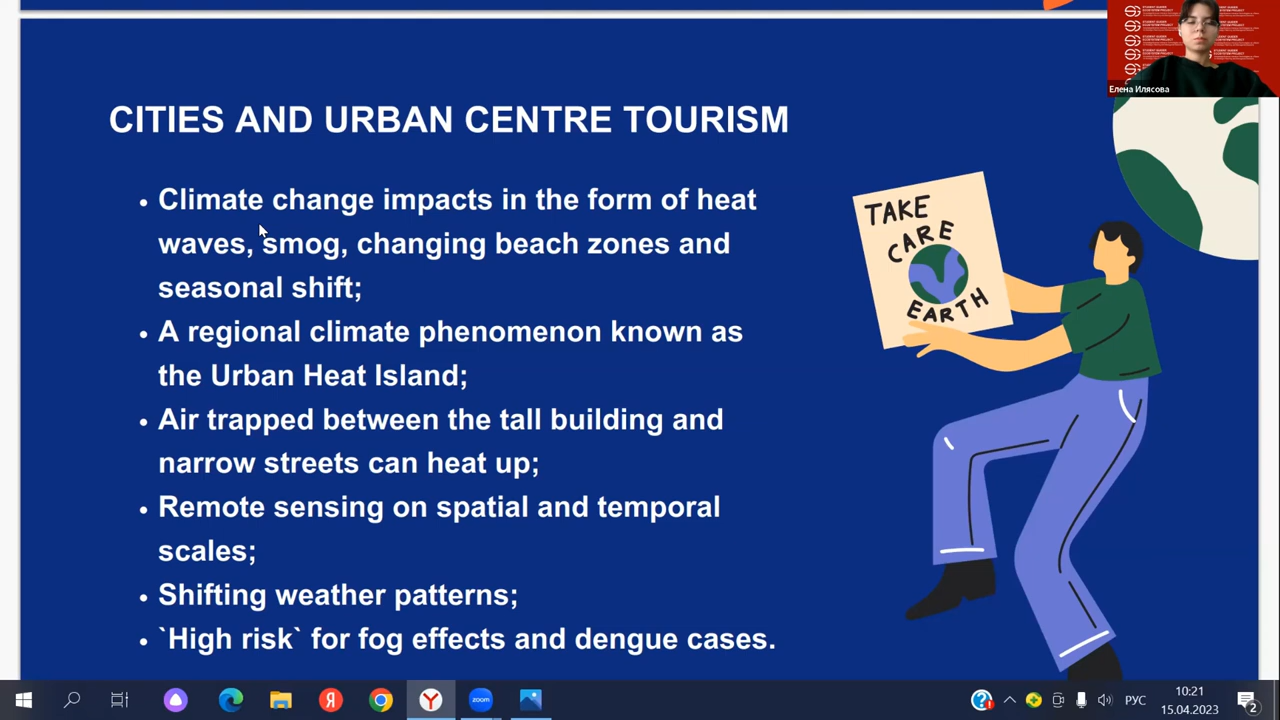 CITIES AND URBAN CENTRE TOURISM
• Climate change impacts in the form of heat
waves, smog, changing beach zones and
seasonal shift;
• A regional climate phenomenon known as
the Urban Heat Island;
• Air trapped between the tall building and
narrow streets can heat up;
• Remote sensing on spatial and temporal
scales;
• Shifting weather patterns;
• `High risk` for fog effects and dengue cases.
TAKE
CARE
EARTH
Елена Илясова
Я
Y
zoom
РУС
10:21
15.04.2023
2